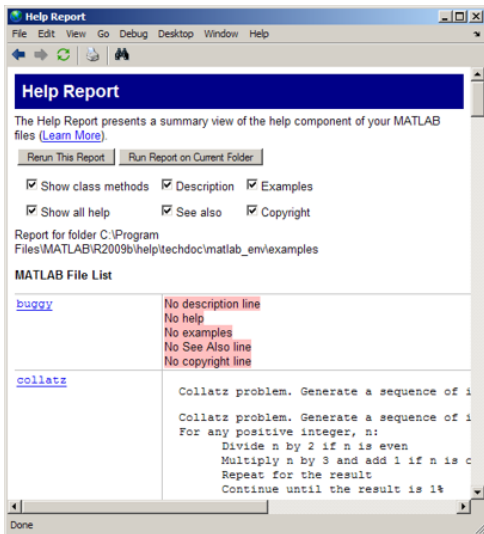 Help Report
File Edit View Go Debug Desktop Window Help
Help Report
The Help Report presents a summary view of the help component of your MATLAB
files (Learn More).
Rerun This Report Run Report on Current Folder
Show class methods Description Examples
Show all help See also Copyright
Report for folder C:\Program
Files\MATLAB\R2009b\help\techdoc\matlab_env\examples
MATLAB File List
buggy No description line
No help
No examples
No See Also line
No copyright line
collatz
Collatz problem. Generate a sequence of i
Collatz problem. Generate a sequence of i
For any positive integer, n:
Divide n by 2 if n is even
Multiply n by 3 and add 1 if n is
Repeat for the result
Continue until the result is 1%
Done